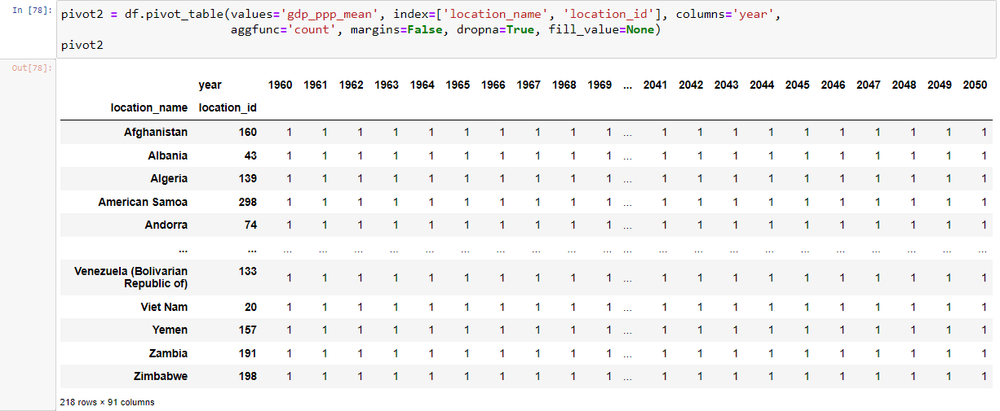 In [78]: pivot2 = df.pivot_table(values='gdp_ppp_mean', index=['location_name', 'location_id'], columns='year',
aggfunc='count', margins=False, dropna=True, fill_value=None)
pivot2
Out[78]:
year 1960 1961 1962 1963 1964 1965 1966 1967 1968 1969 ... 2041 2042 2043 2044 2045 2046 2047 2048 2049 2050
location_name location_id
Afghanistan 160 1 1 1 1 1 1 1 1 1 1 ... 1 1 1 1 1 1 1 1 1 1
Albania 43 1 1 1 1 1 1 1 1 1 1 ... 1 1 1 1 1 1 1 1 1 1
Algeria 139 1 1 1 1 1 1 1 1 1 1 ... 1 1 1 1 1 1 1 1 1 1
American Samoa 298 1 1 1 1 1 1 1 1 1 1 ... 1 1 1 1 1 1 1 1 1 1
Andorra 74 1 1 1 1 1 1 1 1 1 1 ... 1 1 1 1 1 1 1 1 1 1
... ... ... ... ... ... ... ... ... ... ... ... ... ... ... ... ... ... ... ... ... ... ... ...
Venezuela (Bolivarian 133
Republic of) 1 1 1 1 1 1 1 1 1 1 ... 1 1 1 1 1 1 1 1 1 1
Viet Nam 20 1 1 1 1 1 1 1 1 1 1 ... 1 1 1 1 1 1 1 1 1 1
Yemen 157 1 1 1 1 1 1 1 1 1 1 ... 1 1 1 1 1 1 1 1 1 1
Zambia 191 1 1 1 1 1 1 1 1 1 1 ... 1 1 1 1 1 1 1 1 1 1
Zimbabwe 198 1 1 1 1 1 1 1 1 1 1 ... 1 1 1 1 1 1 1 1 1 1
218 rows × 91 columns